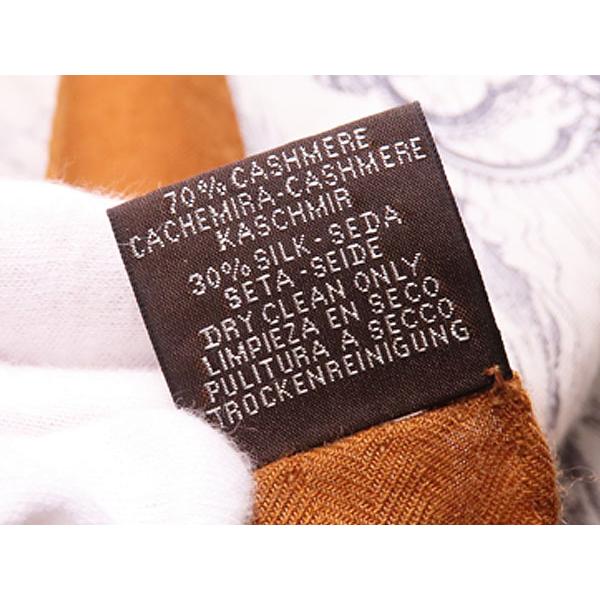 70% CASHMERE
CACHEMIRA-CASHMERE
KASCHMIR
30% SILK-SEDA
SETA-SEIDE
DRY CLEAN ONLY
LIMPIEZA EN SECO
PULITURA A SECCO
TROCKENREINIGUNG